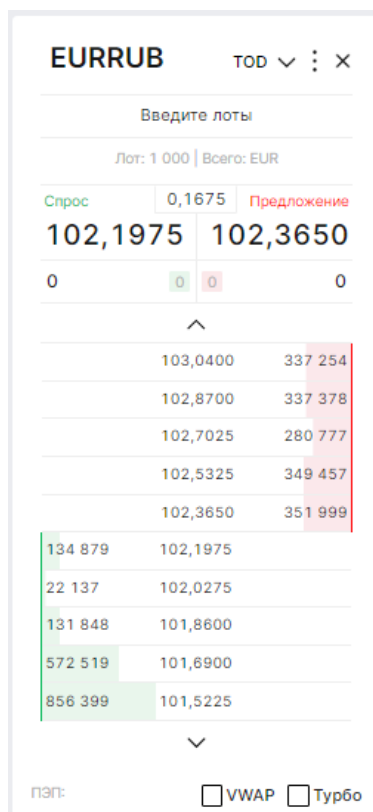 EURRUB TOD
Введите лоты
Лот: 1 000 | Всего: EUR
Спрос 0,1675 Предложение
102,1975 102,3650
0 0 0 0
103,0400 337 254
102,8700 337 378
102,7025 280 777
102,5325 349 457
102,3650 351 999
134 879 102,1975
22 137 102,0275
131 848 101,8600
572 519 101,6900
856 399 101,5225
ПЭП: VWAP Турбо